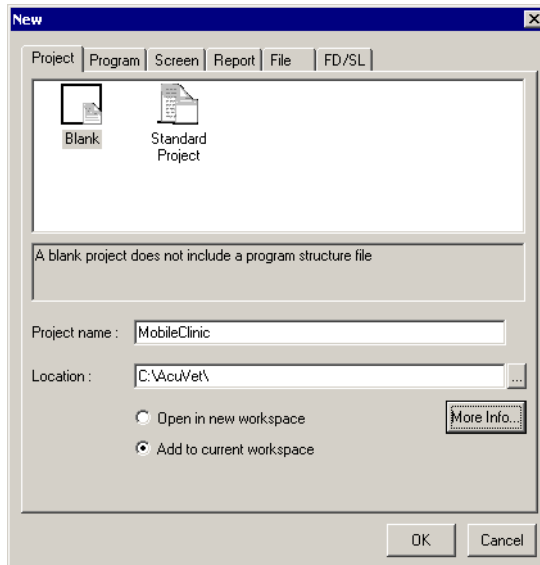 New
Project Program Screen Report File FD/SL
Blank Standard
Project
A blank project does not include a program structure file
Project name : MobileClinic
Location : C:\AcuVet\ ...
Open in new workspace More Info...
Add to current workspace
OK Cancel